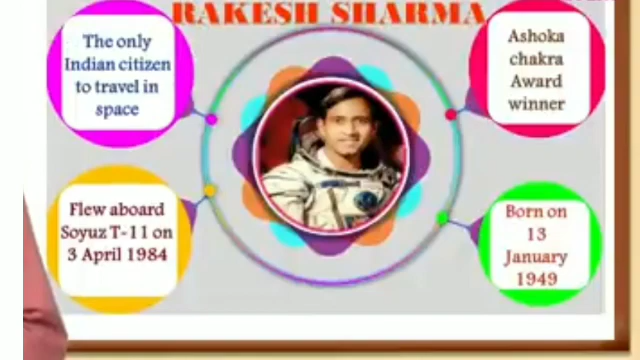 RAKESH SHARMA
The only
Indian citizen
to travel in
space
Ashoka
chakra
Award
winner
Flew aboard
Soyuz T-11 on
3 April 1984
Born on
13
January
1949